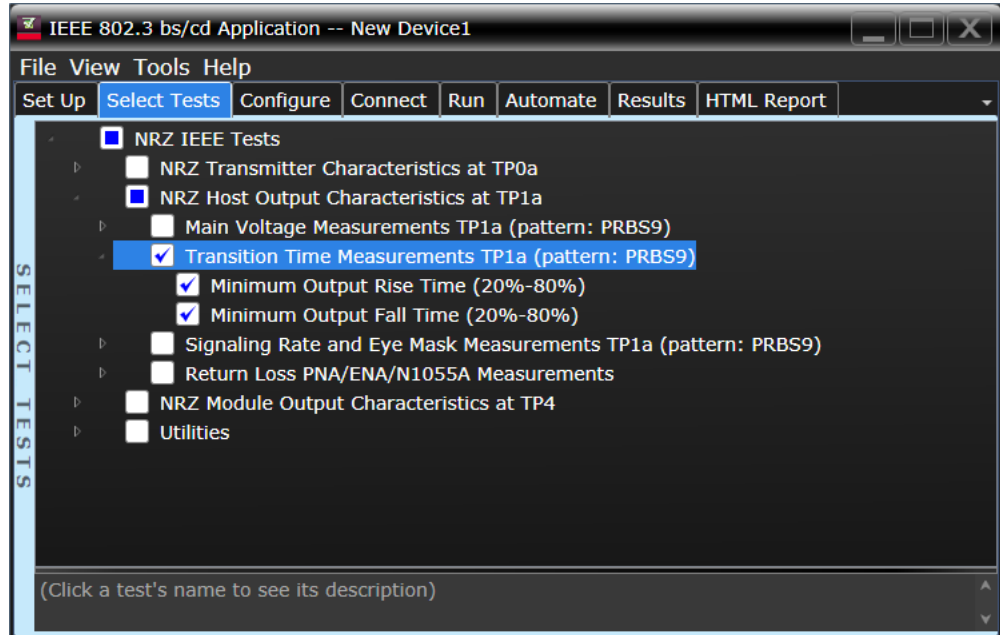 IEEE 802.3 bs/cd Application -- New Device1
File View Tools Help
Set Up Select Tests Configure Connect Run Automate Results HTML Report
NRZ IEEE Tests
NRZ Transmitter Characteristics at TP0a
NRZ Host Output Characteristics at TP1a
Main Voltage Measurements TP1a (pattern: PRBS9)
Transition Time Measurements TP1a (pattern: PRBS9)
Minimum Output Rise Time (20%-80%)
Minimum Output Fall Time (20%-80%)
Signaling Rate and Eye Mask Measurements TP1a (pattern: PRBS9)
Return Loss PNA/ENA/N1055A Measurements
NRZ Module Output Characteristics at TP4
Utilities
SELECT TESTS
(Click a test's name to see its description)